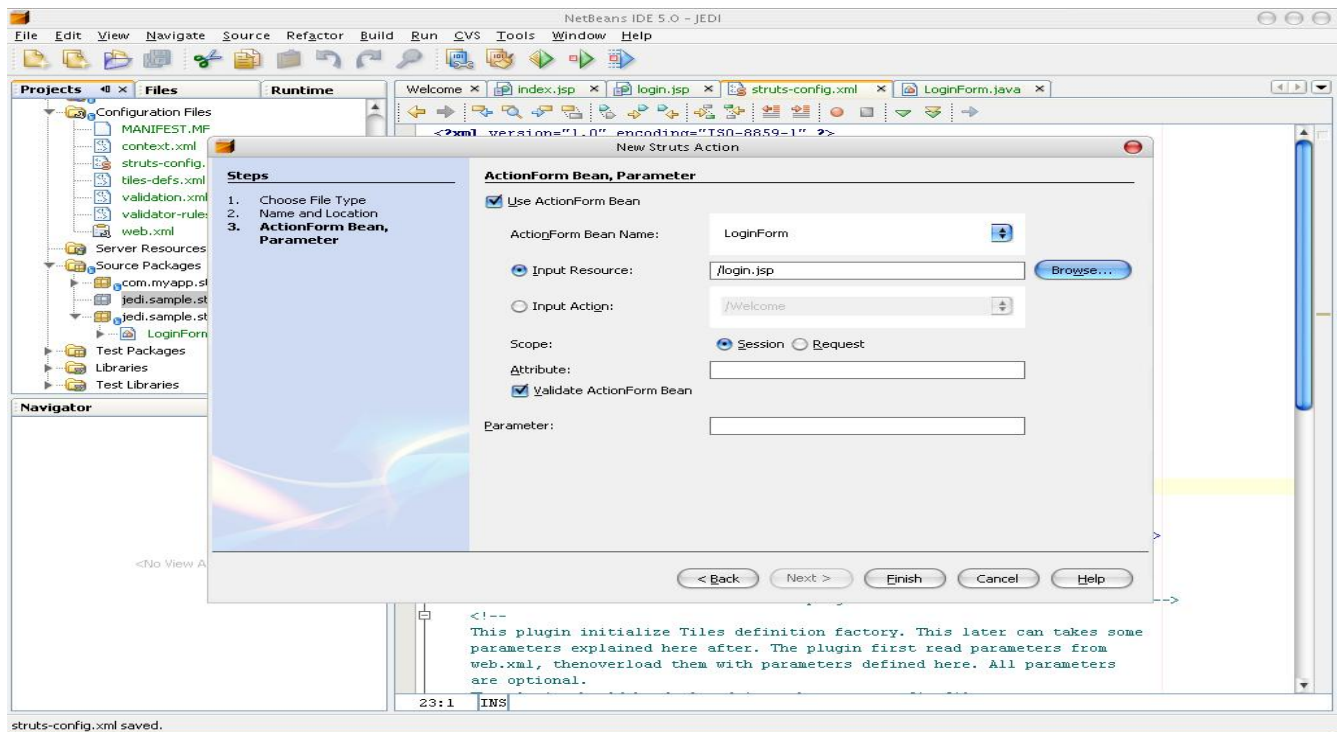 NetBeans IDE 5.0 - JEDI
File Edit View Navigate Source Refactor Build Run CVS Tools Window Help
Projects Files Runtime
Configuration Files
MANIFEST.MF
context.xml
struts-config.
tiles-defs.xml
validation.xml
validator-rules
web.xml
Server Resources
Source Packages
com.myapp.st
jedi.sample.st
jedi.sample.st
LoginForm
Test Packages
Libraries
Test Libraries
Navigator
<No View A
Welcome index.jsp login.jsp struts-config.xml LoginForm.java
<?xml version="1.0" encoding="ISO-8859-1" ?>
New Struts Action
Steps
1. Choose File Type
2. Name and Location
3. ActionForm Bean,
Parameter
ActionForm Bean, Parameter
Use ActionForm Bean
ActionForm Bean Name: LoginForm
Input Resource: /login.jsp Browse...
Input Action: /Welcome
Scope: Session Request
Attribute:
Validate ActionForm Bean
Parameter:
< Back Next > Finish Cancel Help
>
-->
<!--
This plugin initialize Tiles definition factory. This later can takes some
parameters explained here after. The plugin first read parameters from
web.xml, thenoverload them with parameters defined here. All parameters
are optional.
23:1 INS
struts-config.xml saved.